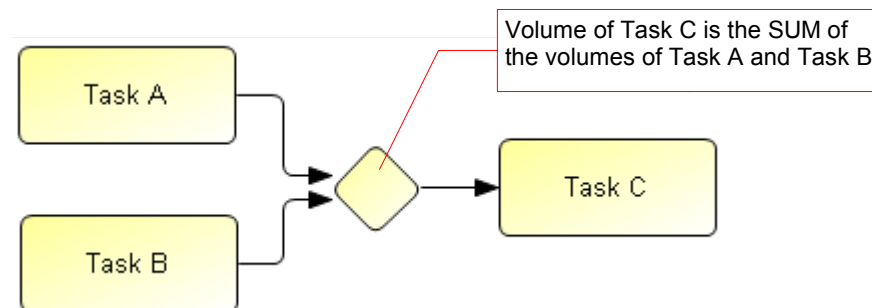 Volume of Task C is the SUM of
the volumes of Task A and Task B
Task A
Task C
Task B